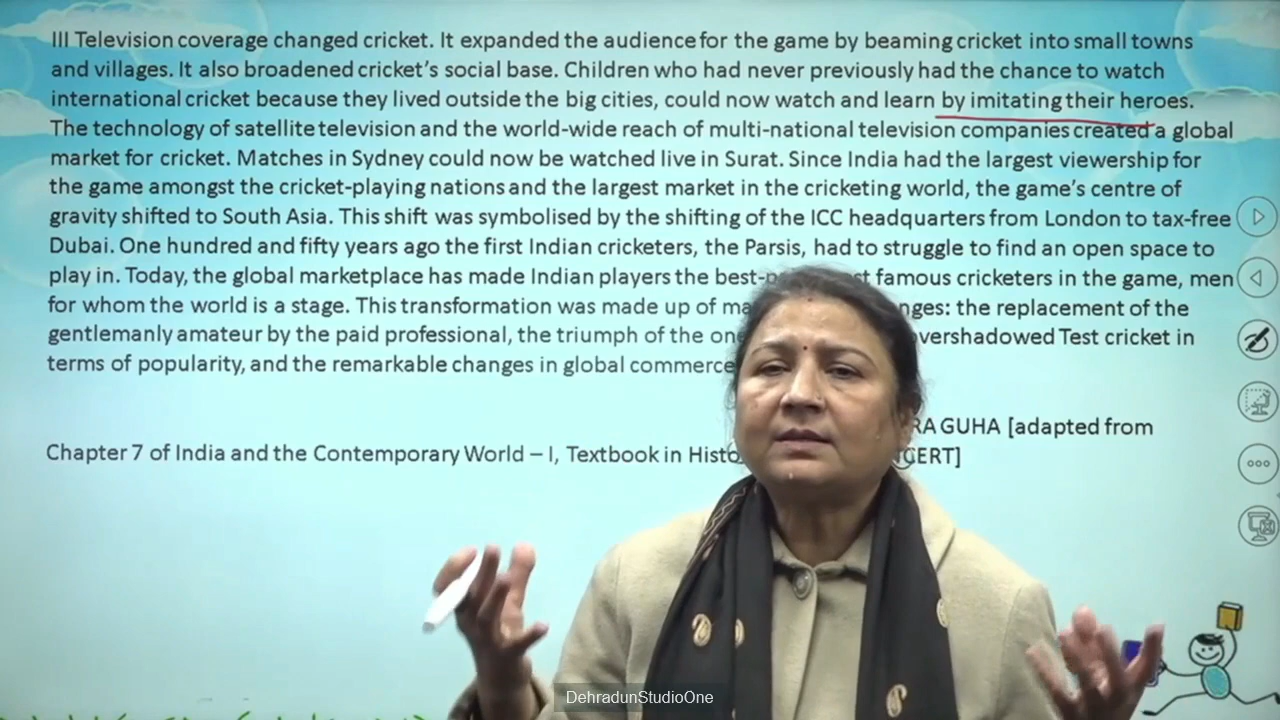 III Television coverage changed cricket. It expanded the audience for the game by beaming cricket into small towns
and villages. It also broadened cricket's social base. Children who had never previously had the chance to watch
international cricket because they lived outside the big cities, could now watch and learn by imitating their heroes.
The technology of satellite television and the world-wide reach of multi-national television companies created a global
market for cricket. Matches in Sydney could now be watched live in Surat. Since India had the largest viewership for
the game amongst the cricket-playing nations and the largest market in the cricketing world, the game's centre of
gravity shifted to South Asia. This shift was symbolised by the shifting of the ICC headquarters from London to tax-free
Dubai. One hundred and fifty years ago the first Indian cricketers, the Parsis, had to struggle to find an open space to
play in. Today, the global marketplace has made Indian players the famous cricketers in the game, men
for whom the world is a stage. This transformation was made up of the replacement of the
gentlemanly amateur by the paid professional, the triumph of the Test cricket in
terms of popularity, and the remarkable changes in global commerce
GUHA [adapted from
Chapter 7 of India and the Contemporary World – I, Textbook in
DehradunStudioOne